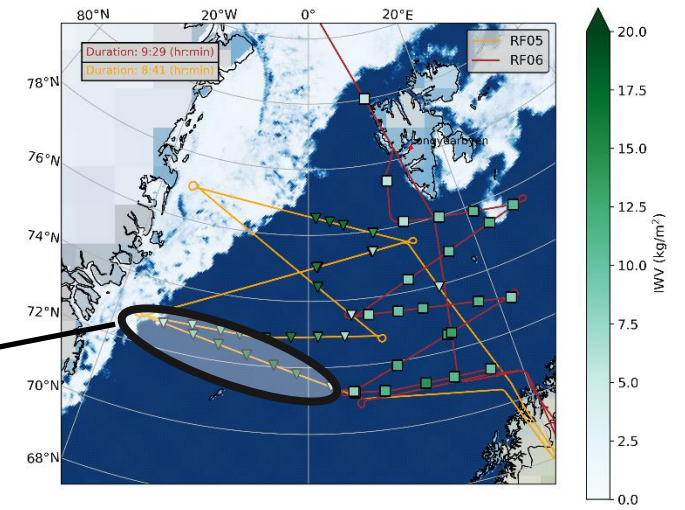 80°N
20°W
0°
20°E
Duration: 9:29 (hr:min)
Duration: 8:41 (hr:min)
RF05
RF06
78°N
76°N
74°N
72°N
70°N
68°N
Longyearbyen
20.0
17.5
15.0
12.5
10.0
7.5
5.0
2.5
0.0
IWV (kg/m²)